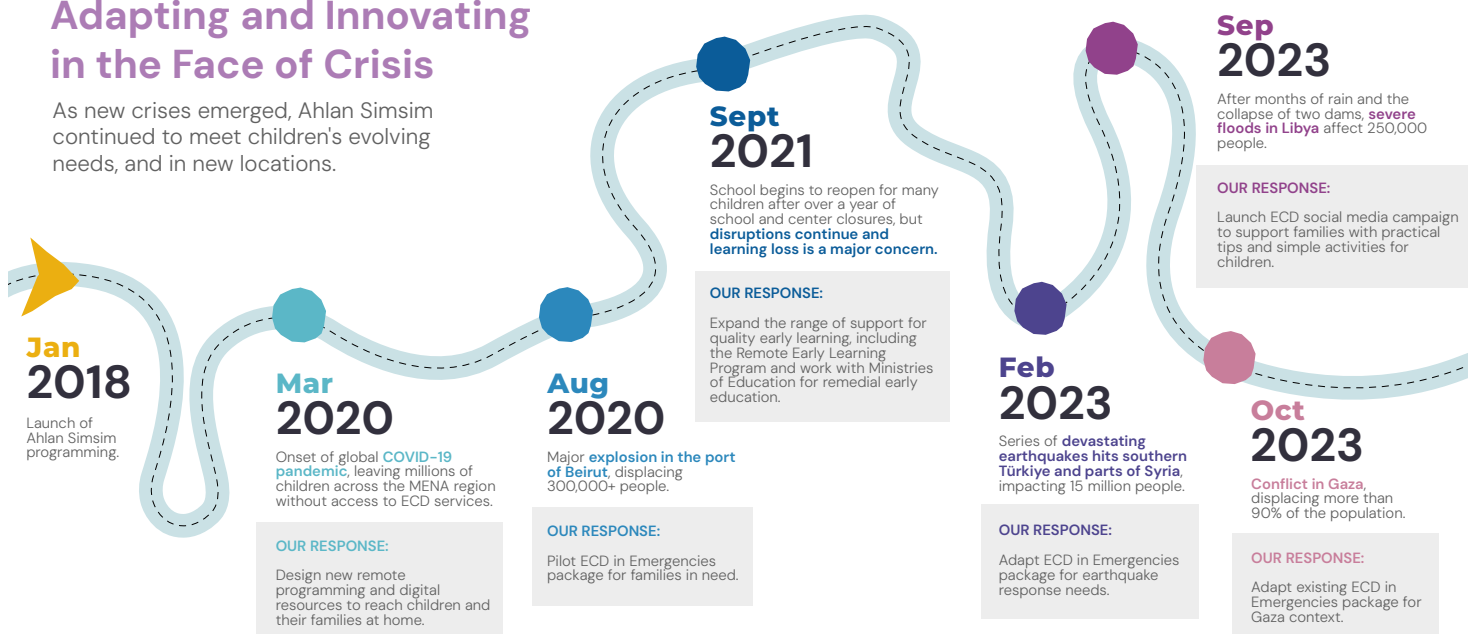 Adapting and Innovating
in the Face of Crisis
As new crises emerged, Ahlan Simsim
continued to meet children's evolving
needs, and in new locations.
Jan
2018
Launch of
Ahlan Simsim
programming.
Mar
2020
Onset of global COVID-19
pandemic, leaving millions of
children across the MENA region
without access to ECD services.
OUR RESPONSE:
Design new remote
programming and digital
resources to reach children and
their families at home.
Aug
2020
Major explosion in the port
of Beirut, displacing
300,000+ people.
OUR RESPONSE:
Pilot ECD in Emergencies
package for families in need.
Sept
2021
School begins to reopen for many
children after over a year of
school and center closures, but
disruptions continue and
learning loss is a major concern.
OUR RESPONSE:
Expand the range of support for
quality early learning, including
the Remote Early Learning
Program and work with Ministries
of Education for remedial early
education.
Feb
2023
Series of devastating
earthquakes hits southern
Türkiye and parts of Syria,
impacting 15 million people.
OUR RESPONSE:
Adapt ECD in Emergencies
package for earthquake
response needs.
Sep
2023
After months of rain and the
collapse of two dams, severe
floods in Libya affect 250,000
people.
OUR RESPONSE:
Launch ECD social media campaign
to support families with practical
tips and simple activities for
children.
Oct
2023
Conflict in Gaza,
displacing more than
90% of the population.
OUR RESPONSE:
Adapt existing ECD in
Emergencies package for
Gaza context.